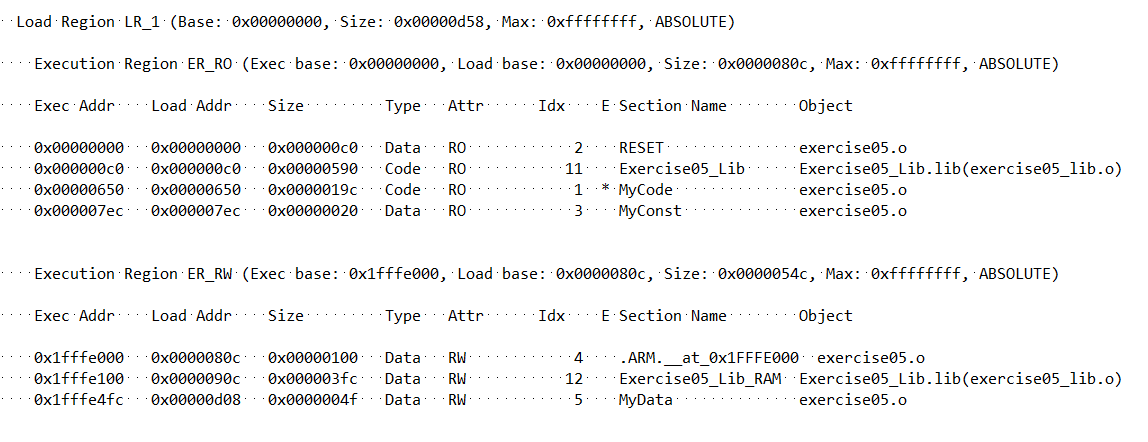 Load Region LR_1 (Base: 0x00000000, Size: 0x00000d58, Max: 0xffffffff, ABSOLUTE)
Execution Region ER_RO (Exec base: 0x00000000, Load base: 0x00000000, Size: 0x0000080c, Max: 0xffffffff, ABSOLUTE)
Exec Addr Load Addr Size Type Attr Idx E Section Name Object
0x00000000 0x00000000 0x000000c0 Data RO 2 RESET exercise05.o
0x000000c0 0x000000c0 0x00000590 Code RO 11 Exercise05_Lib Exercise05_Lib.lib(exercise05_lib.o)
0x00000650 0x00000650 0x0000019c Code RO 1 * MyCode exercise05.o
0x000007ec 0x000007ec 0x00000020 Data RO 3 MyConst exercise05.o
Execution Region ER_RW (Exec base: 0x1fffe000, Load base: 0x0000080c, Size: 0x0000054c, Max: 0xffffffff, ABSOLUTE)
Exec Addr Load Addr Size Type Attr Idx E Section Name Object
0x1fffe000 0x0000080c 0x00000100 Data RW 4 .ARM.__at_0x1FFFE000 exercise05.o
0x1fffe100 0x0000090c 0x000003fc Data RW 12 Exercise05_Lib_RAM Exercise05_Lib.lib(exercise05_lib.o)
0x1fffe4fc 0x00000d08 0x0000004f Data RW 5 MyData exercise05.o